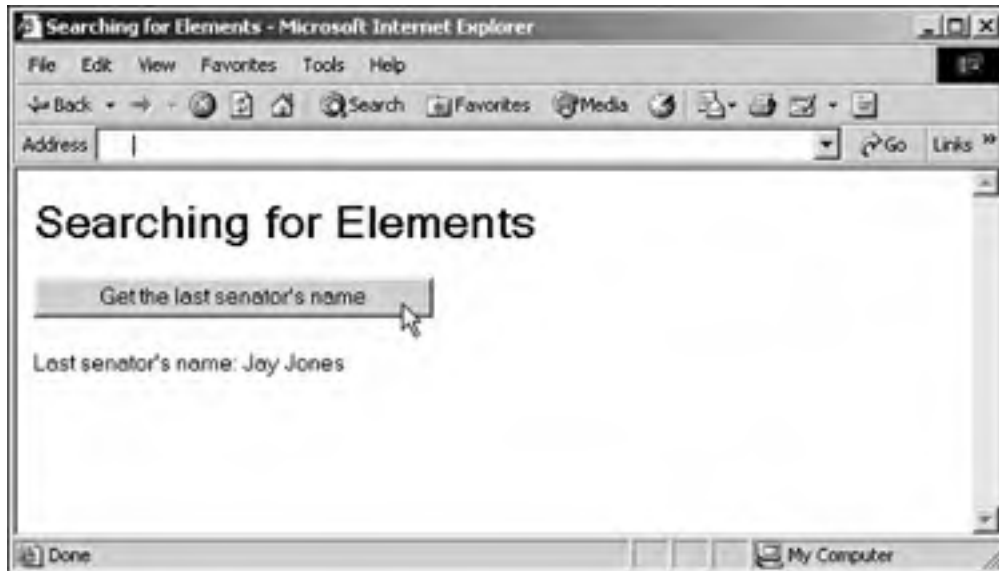 Searching for Elements - Microsoft Internet Explorer
File Edit View Favorites Tools Help
Back Search Favorites Media
Address Go Links »
Searching for Elements
Get the last senator's name
Last senator's name: Jay Jones
Done My Computer